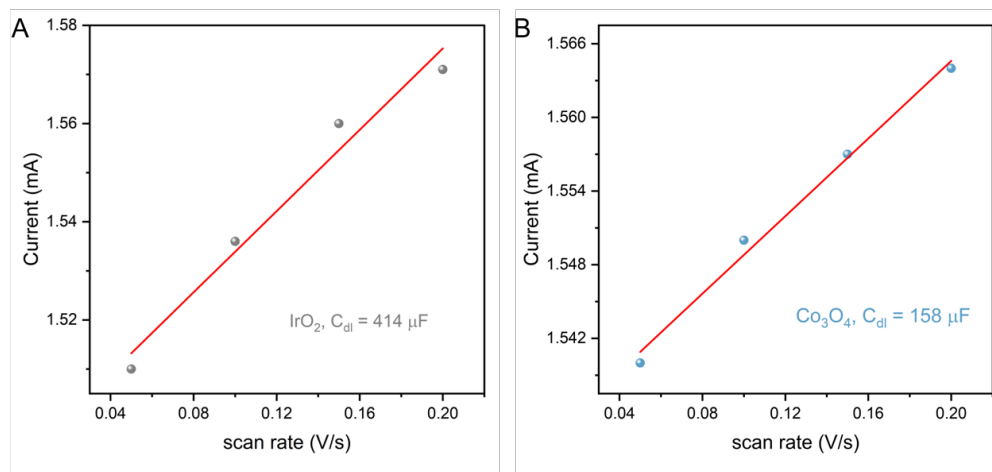 A
1.58
1.56
1.54
1.52
Current (mA)
IrO₂, C_dl = 414 μF
0.04
0.08
0.12
0.16
0.20
scan rate (V/s)
B
1.566
1.560
1.554
1.548
1.542
Current (mA)
Co₃O₄, C_dl = 158 μF
0.04
0.08
0.12
0.16
0.20
scan rate (V/s)